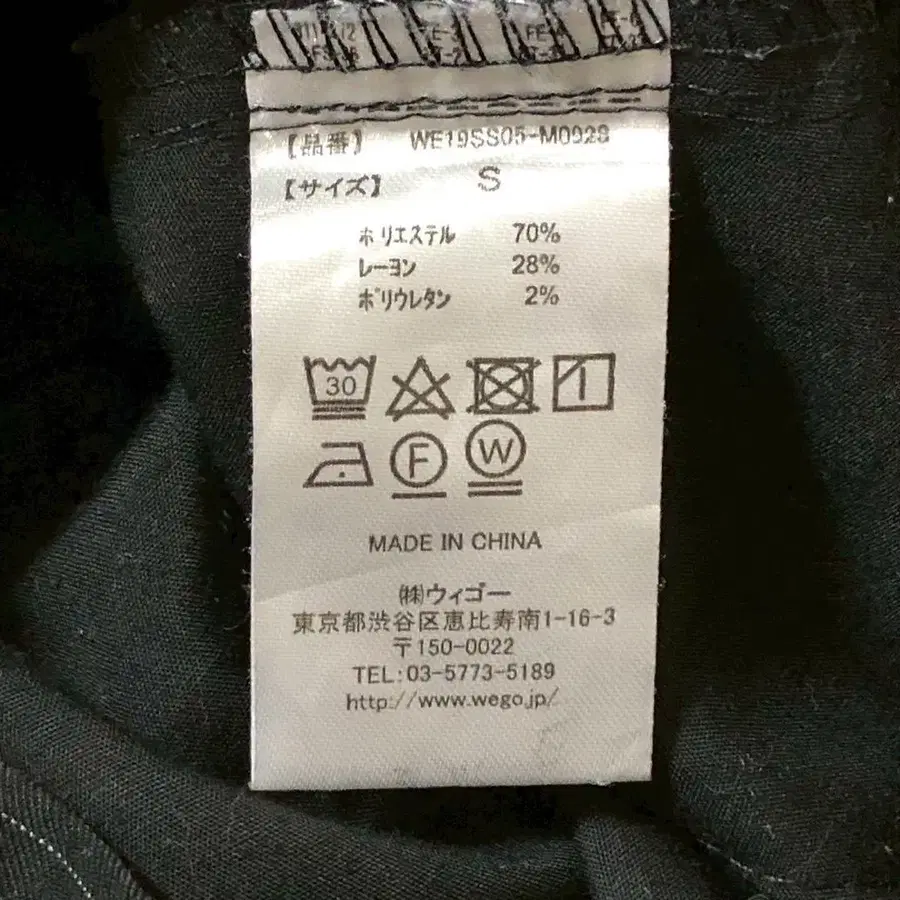 【品番】 WE19SS05-M0928
【サイズ】 S
ポリエステル 70%
レーヨン 28%
ポリウレタン 2%
30
F
W
MADE IN CHINA
㈱ウィゴー
東京都渋谷区恵比寿南1-16-3
〒150-0022
TEL:03-5773-5189
http://www.wego.jp/